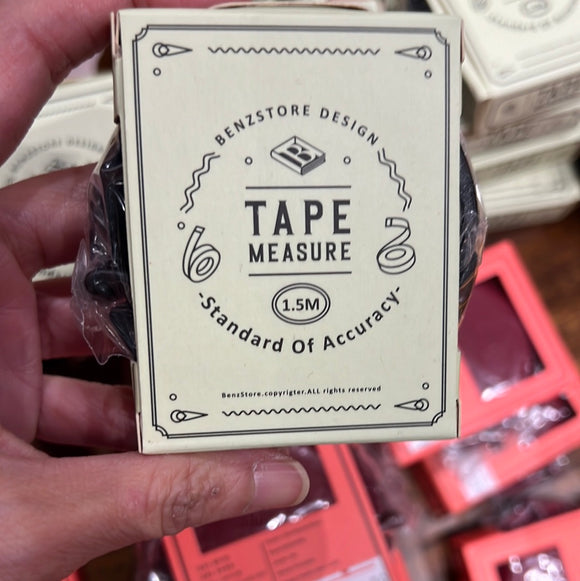 BENZSTORE DESIGN
B
TAPE
MEASURE
1.5M
-Standard Of Accuracy-
BenzStore.copyrigter.ALL rights reserved